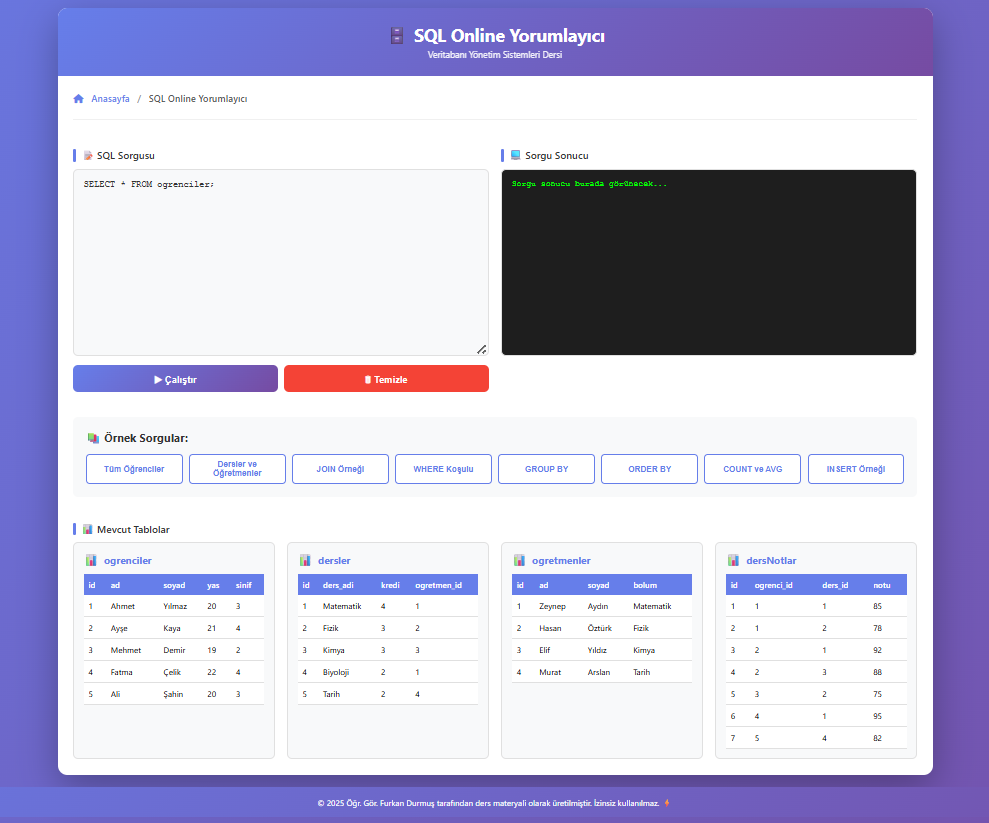 SQL Online Yorumlayıcı
Veritabanı Yönetim Sistemleri Dersi
Anasayfa / SQL Online Yorumlayıcı
SQL Sorgusu
SELECT * FROM ogrenciler;
Çalıştır
Temizle
Sorgu Sonucu
Sorgu sonucu burada görünecek...
Örnek Sorgular:
Tüm Öğrenciler
Dersler ve
Öğretmenler
JOIN Örneği
WHERE Koşulu
GROUP BY
ORDER BY
COUNT ve AVG
INSERT Örneği
Mevcut Tablolar
ogrenciler
id ad soyad yas sinif
1 Ahmet Yılmaz 20 3
2 Ayşe Kaya 21 4
3 Mehmet Demir 19 2
4 Fatma Çelik 22 4
5 Ali Şahin 20 3
dersler
id ders_adi kredi ogretmen_id
1 Matematik 4 1
2 Fizik 3 2
3 Kimya 3 3
4 Biyoloji 2 1
5 Tarih 2 4
ogretmenler
id ad soyad bolum
1 Zeynep Aydın Matematik
2 Hasan Öztürk Fizik
3 Elif Yıldız Kimya
4 Murat Arslan Tarih
dersNotlar
id ogrenci_id ders_id notu
1 1 1 85
2 1 2 78
3 2 1 92
4 2 3 88
5 3 2 75
6 4 1 95
7 5 4 82
© 2025 Öğr. Gör. Furkan Durmuş tarafından ders materyali olarak üretilmiştir. İzinsiz kullanılmaz.